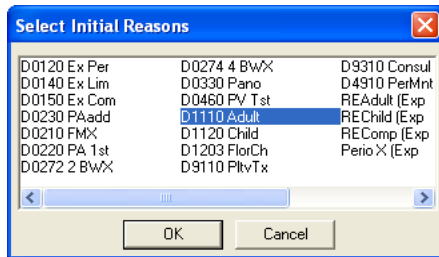 Select Initial Reasons
D0120 Ex Per
D0140 Ex Lim
D0150 Ex Com
D0230 PAadd
D0210 FMX
D0220 PA 1st
D0272 2 BWX
D0274 4 BWX
D0330 Pano
D0460 PV Tst
D1110 Adult
D1120 Child
D1203 FlorCh
D9110 PltvTx
D9310 Consul
D4910 PerMnt
REAdult (Exp
REChild (Exp
REComp (Exp
Perio X (Exp
OK
Cancel